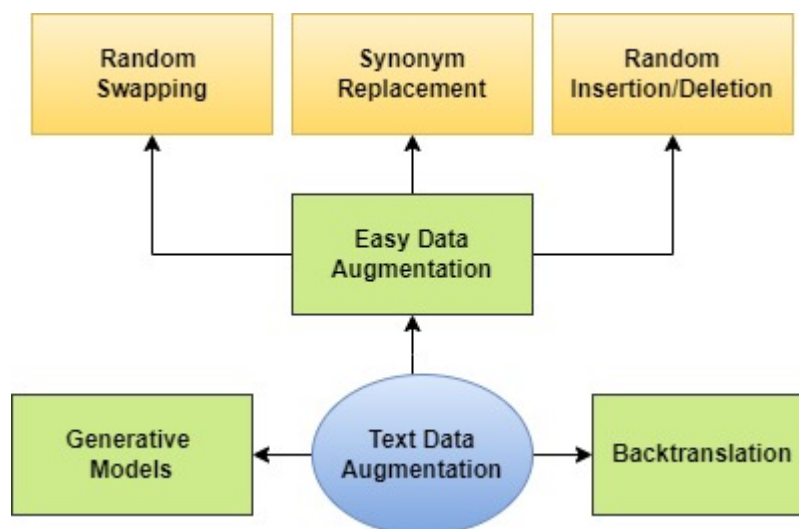 Random
Swapping
Synonym
Replacement
Random
Insertion/Deletion
Easy Data
Augmentation
Generative
Models
Text Data
Augmentation
Backtranslation